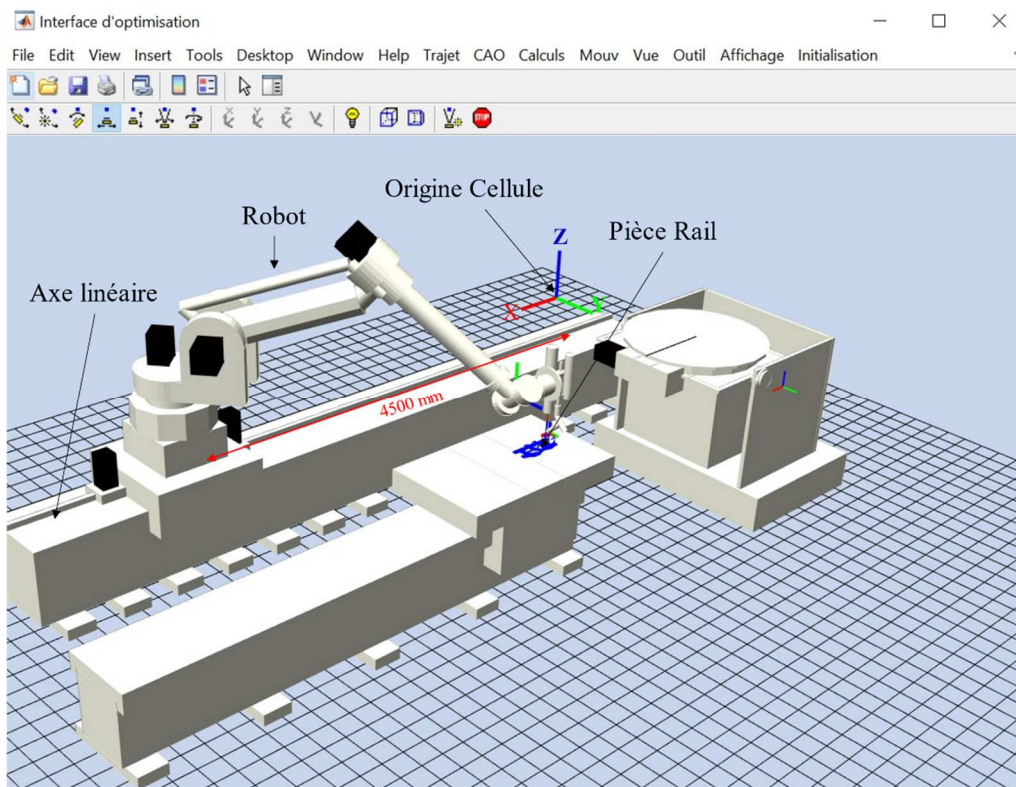 Interface d'optimisation
File Edit View Insert Tools Desktop Window Help Trajet CAO Calculs Mouv Vue Outil Affichage Initialisation
X Y Z
STOP
Origine Cellule
Robot
Pièce Rail
Z
Axe linéaire
X Y
4500 mm